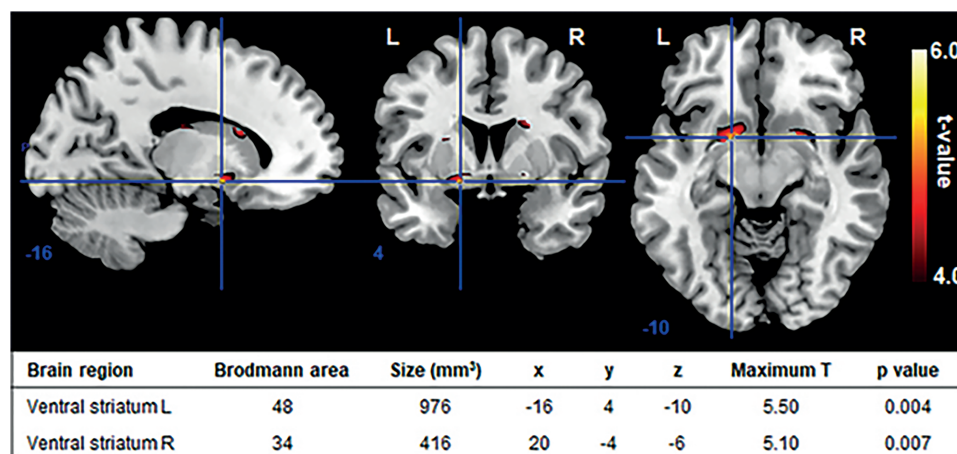 L R L R
6.0
t-value
4.0
-16
4
-10
Brain region Brodmann area Size (mm³) x y z Maximum T p value
Ventral striatum L 48 976 -16 4 -10 5.50 0.004
Ventral striatum R 34 416 20 -4 -6 5.10 0.007